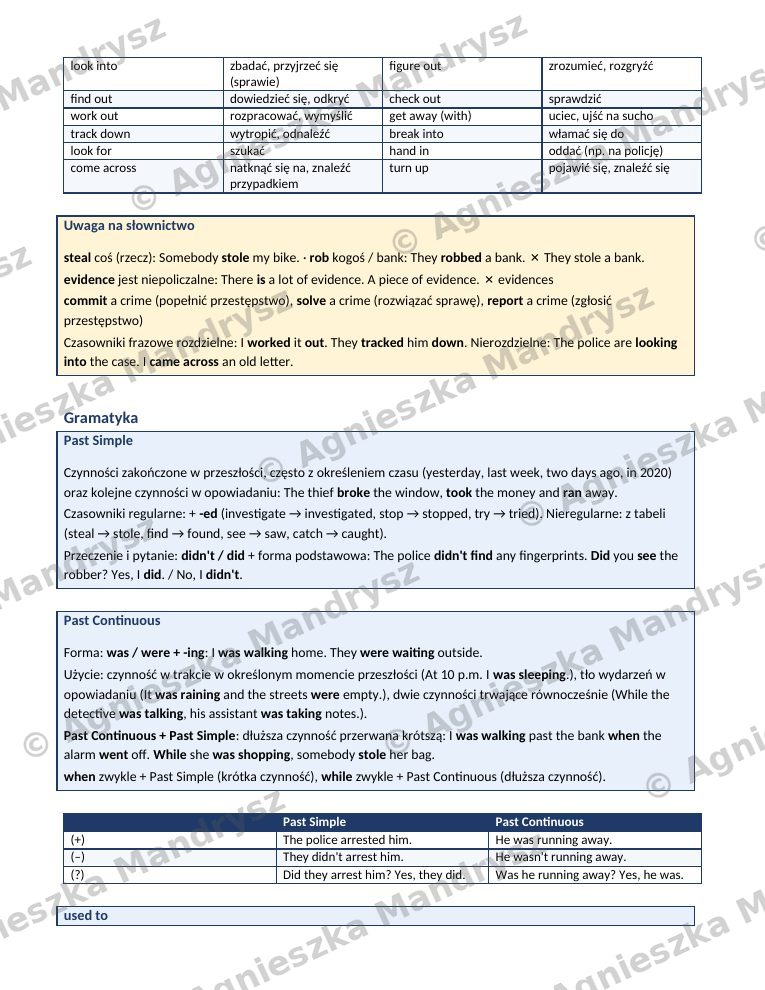 look into zbadać, przyjrzeć się (sprawie) figure out zrozumieć, rozgryźć
find out dowiedzieć się, odkryć check out sprawdzić
work out rozpracować, wymyślić get away (with) uciec, ujść na sucho
track down wytropić, odnaleźć break into włamać się do
look for szukać hand in oddać (np. na policję)
come across natknąć się na, znaleźć przypadkiem turn up pojawić się, znaleźć się
Uwaga na słownictwo
steal coś (rzecz): Somebody stole my bike. · rob kogoś / bank: They robbed a bank. × They stole a bank.
evidence jest niepoliczalne: There is a lot of evidence. A piece of evidence. × evidences
commit a crime (popełnić przestępstwo), solve a crime (rozwiązać sprawę), report a crime (zgłosić
przestępstwo)
Czasowniki frazowe rozdzielne: I worked it out. They tracked him down. Nierozdzielne: The police are looking
into the case. I came across an old letter.
Gramatyka
Past Simple
Czynności zakończone w przeszłości, często z określeniem czasu (yesterday, last week, two days ago, in 2020)
oraz kolejne czynności w opowiadaniu: The thief broke the window, took the money and ran away.
Czasowniki regularne: + -ed (investigate → investigated, stop → stopped, try → tried). Nieregularne: z tabeli
(steal → stole, find → found, see → saw, catch → caught).
Przeczenie i pytanie: didn't / did + forma podstawowa: The police didn't find any fingerprints. Did you see the
robber? Yes, I did. / No, I didn't.
Past Continuous
Forma: was / were + -ing: I was walking home. They were waiting outside.
Użycie: czynność w trakcie w określonym momencie przeszłości (At 10 p.m. I was sleeping.), tło wydarzeń w
opowiadaniu (It was raining and the streets were empty.), dwie czynności trwające równocześnie (While the
detective was talking, his assistant was taking notes.).
Past Continuous + Past Simple: dłuższa czynność przerwana krótszą: I was walking past the bank when the
alarm went off. While she was shopping, somebody stole her bag.
when zwykle + Past Simple (krótka czynność), while zwykle + Past Continuous (dłuższa czynność).
Past Simple Past Continuous
(+) The police arrested him. He was running away.
(–) They didn't arrest him. He wasn't running away.
(?) Did they arrest him? Yes, they did. Was he running away? Yes, he was.
used to
© Agnieszka Mandrysz